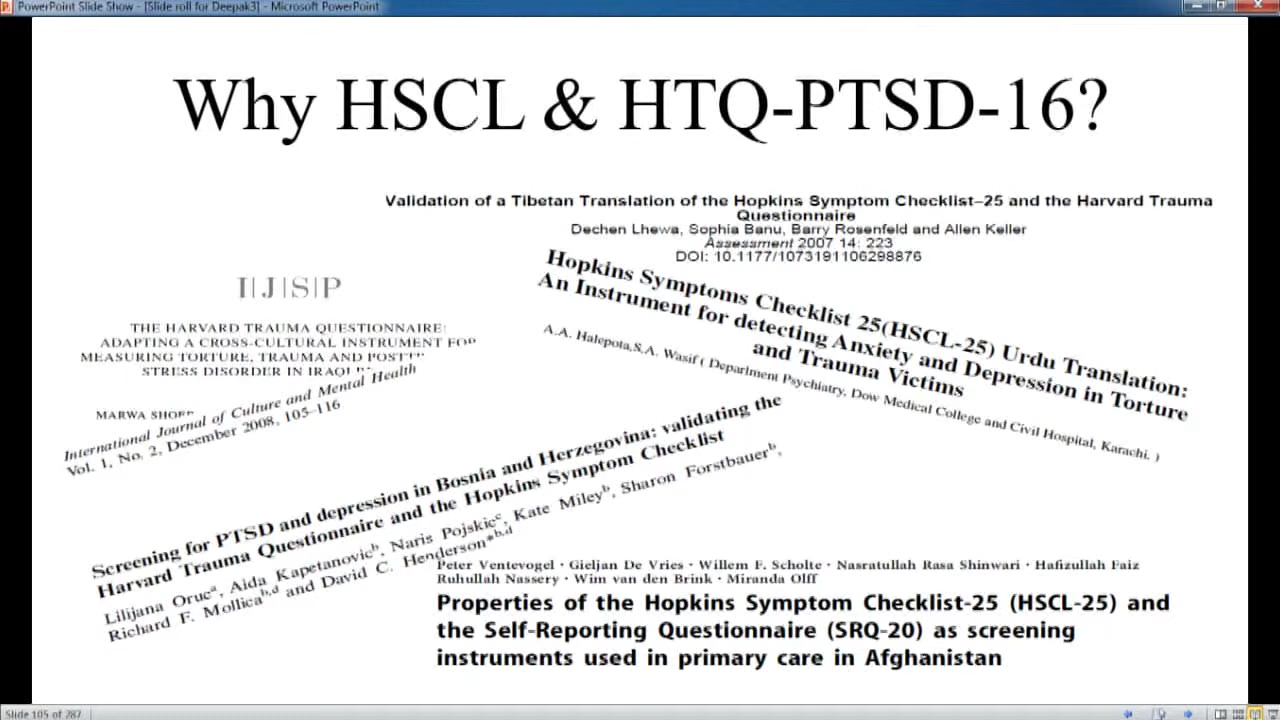 PowerPoint Slide Show - [Slide roll for Deepak3] - Microsoft PowerPoint
Why HSCL & HTQ-PTSD-16?
Validation of a Tibetan Translation of the Hopkins Symptom Checklist–25 and the Harvard Trauma
Questionnaire
Dechen Lhewa, Sophia Banu, Barry Rosenfeld and Allen Keller
Assessment 2007 14: 223
DOI: 10.1177/1073191106298876
Hopkins Symptoms Checklist 25(HSCL-25) Urdu Translation:
An Instrument for detecting Anxiety and Depression in Torture
and Trauma Victims
A.A. Halepota,S.A. Wasif ( Department Psychiatry, Dow Medical College and Civil Hospital, Karachi. )
I|J|S|P
THE HARVARD TRAUMA QUESTIONNAIRE:
ADAPTING A CROSS-CULTURAL INSTRUMENT FOR
MEASURING TORTURE, TRAUMA AND
STRESS DISORDER IN IRAQI
MARWA
International Journal of Culture and Mental Health
Vol. 1, No. 2, December 2008, 105–116
Screening for PTSD and depression in Bosnia and Herzegovina: validating the
Harvard Trauma Questionnaire and the Hopkins Symptom Checklist
Lilijana Oruca, Aida Kapetanovicb, Naris Pojskicc, Kate Mileyb, Sharon Forstbauerb,
Richard F. Mollicab,d and David C. Henderson*b,d
Peter Ventevogel · Gieljan De Vries · Willem F. Scholte · Nasratullah Rasa Shinwari · Hafizullah Faiz
Ruhullah Nassery · Wim van den Brink · Miranda Olff
Properties of the Hopkins Symptom Checklist-25 (HSCL-25) and
the Self-Reporting Questionnaire (SRQ-20) as screening
instruments used in primary care in Afghanistan
Slide 105 of 287